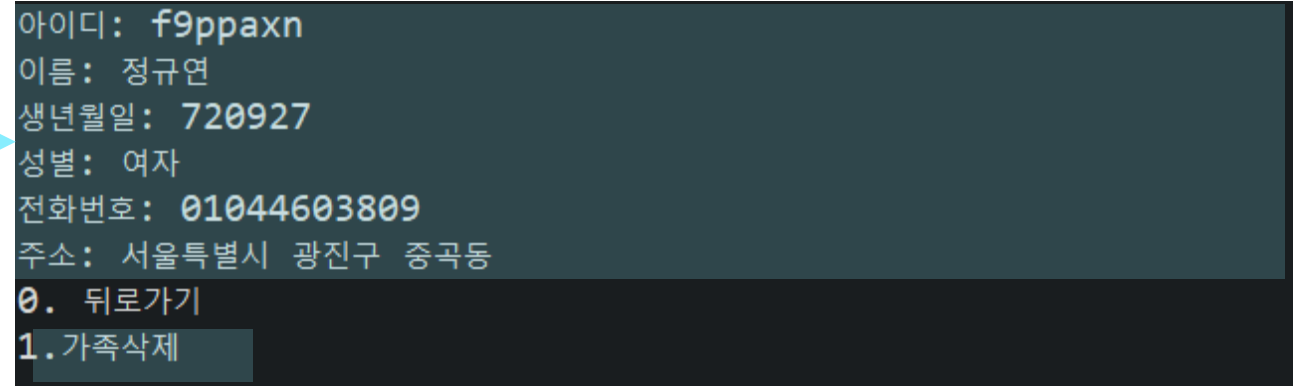 아이디: f9ppaxn
이름: 정규연
생년월일: 720927
성별: 여자
전화번호: 01044603809
주소: 서울특별시 광진구 중곡동
0. 뒤로가기
1.가족삭제